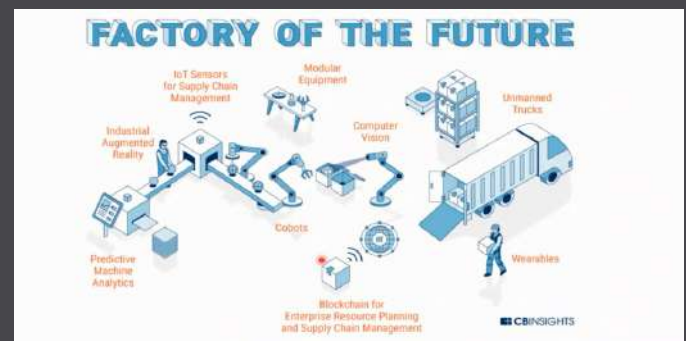 FACTORY OF THE FUTURE
IoT Sensors
for Supply Chain
Management
Modular
Equipment
Unmanned
Trucks
Industrial
Augmented
Reality
Computer
Vision
Cobots
Predictive
Machine
Analytics
Wearables
Blockchain for
Enterprise Resource Planning
and Supply Chain Management
CBINSIGHTS